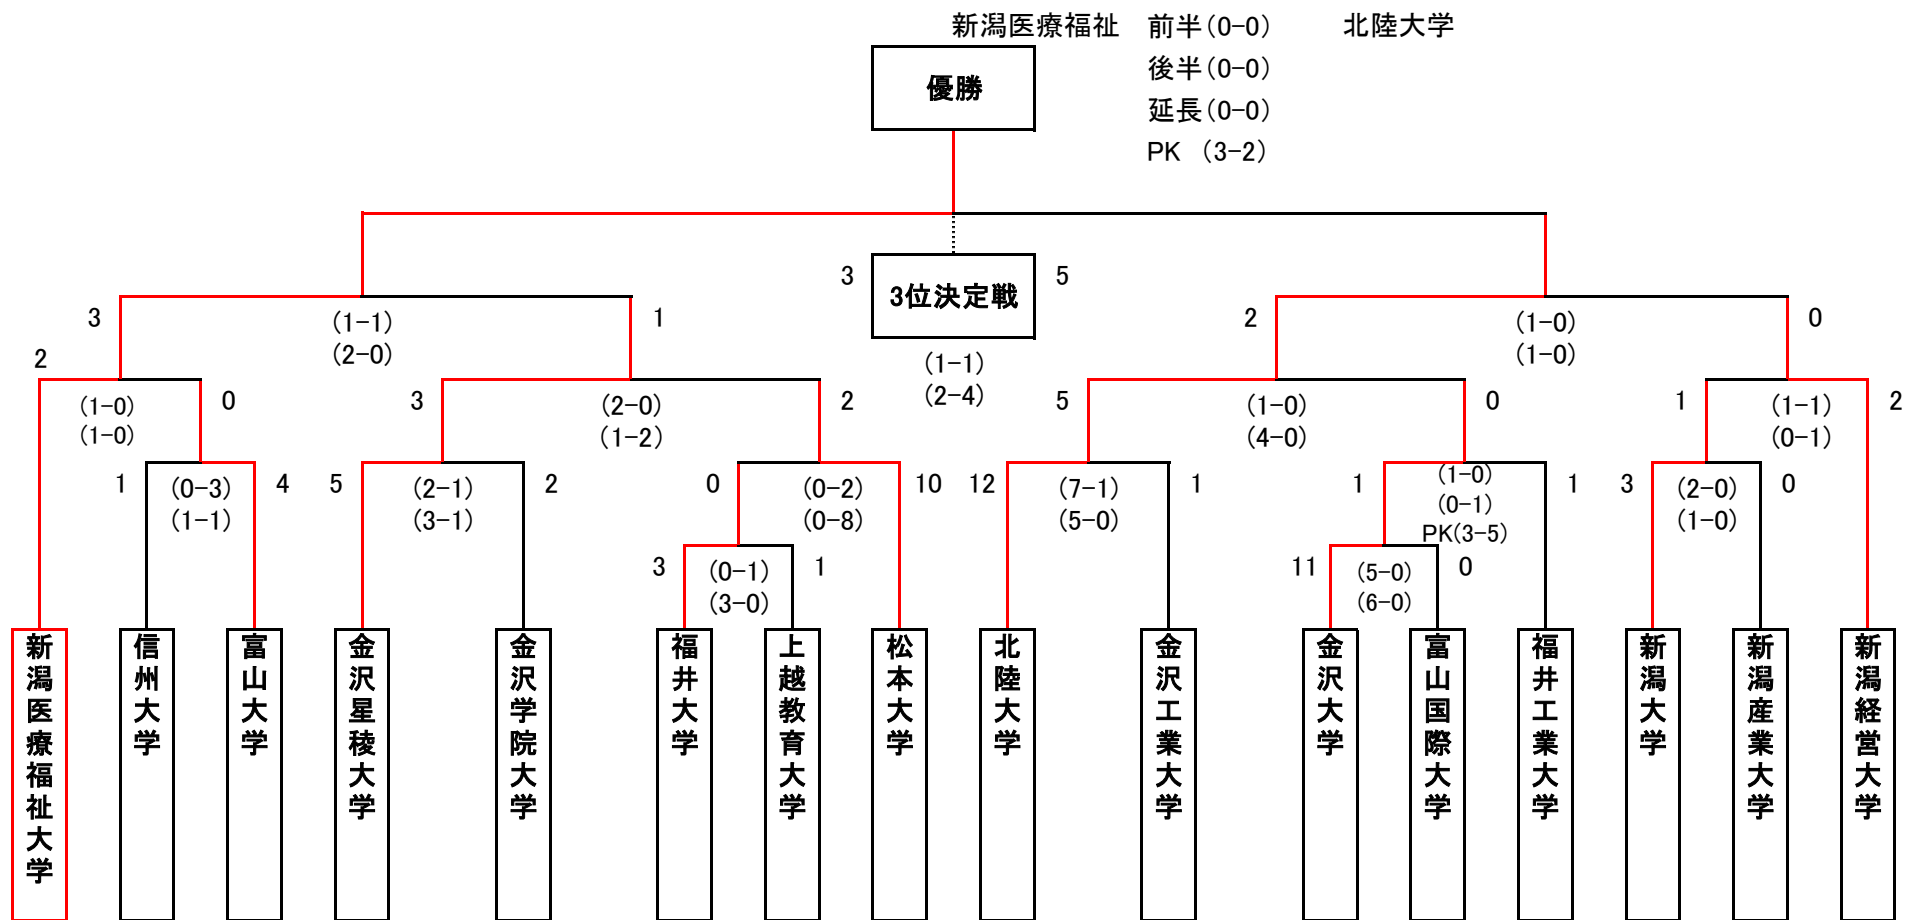 新潟医療福祉 前半(0-0) 北陸大学
後半(0-0)
優勝
延長(0-0)
PK (3-2)
3 5
3位決定戦
3 (1-1) 1 2 (1-0) 0
(2-0) (1-0)
(1-1)
(2-4)
2 (1-0) 0 3 (2-0) 2 5 (1-0) 0 1 (1-1) 2
(1-0) (1-2) (4-0) (0-1)
1 (0-3) 4 5 (2-1) 2 0 (0-2) 10 12 (7-1) 1 1 (1-0) 1 3 (2-0) 0
(1-1) (3-1) (0-8) (5-0) (0-1) (1-0)
PK(3-5)
3 (0-1) 1 11 (5-0) 0
(3-0) (6-0)
新潟医療福祉大学
信州大学
富山大学
金沢星稜大学
金沢学院大学
福井大学
上越教育大学
松本大学
北陸大学
金沢工業大学
金沢大学
富山国際大学
福井工業大学
新潟大学
新潟産業大学
新潟経営大学